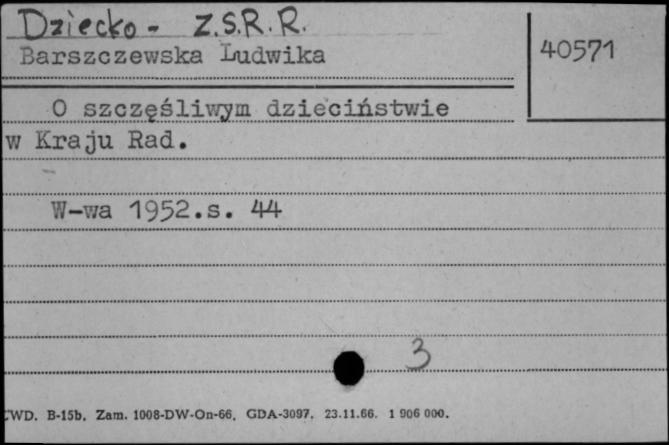 Dziecko - Z.S.R.R.
Barszczewska Ludwika
40571
O szczęśliwym dzieciństwie
w Kraju Rad.
W-wa 1952.s. 44
3
CWD. B-15b. Zam. 1008-DW-On-66. GDA-3097. 23.11.66. 1 906 000.